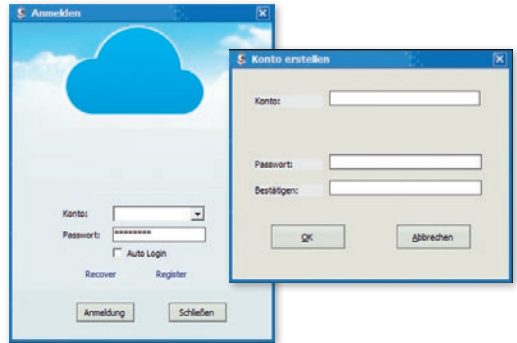 Anmelden
Konto:
Passwort: ********
Auto Login
Recover Register
Anmeldung Schließen
Konto erstellen
Konto:
Passwort:
Bestätigen:
OK Abbrechen